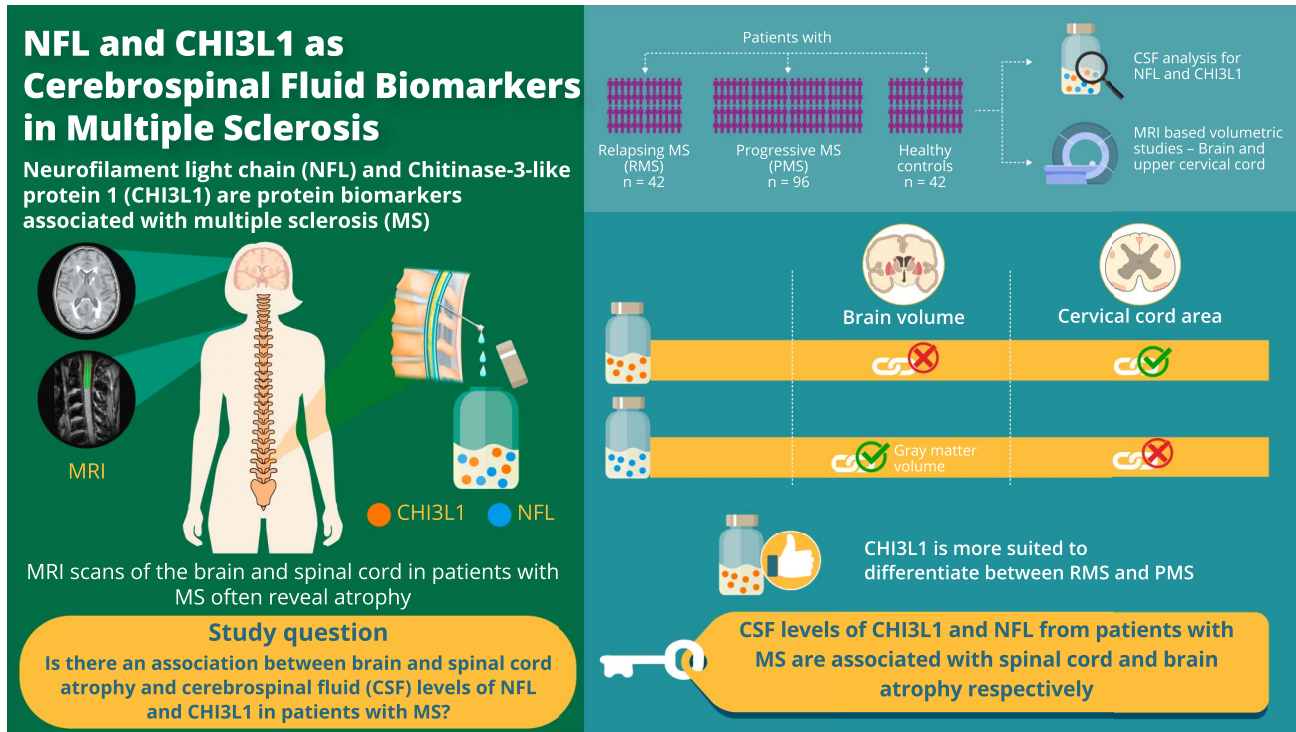 NFL and CHI3L1 as
Cerebrospinal Fluid Biomarkers
in Multiple Sclerosis
Neurofilament light chain (NFL) and Chitinase-3-like
protein 1 (CHI3L1) are protein biomarkers
associated with multiple sclerosis (MS)
MRI
CHI3L1
NFL
MRI scans of the brain and spinal cord in patients with
MS often reveal atrophy
Study question
Is there an association between brain and spinal cord
atrophy and cerebrospinal fluid (CSF) levels of NFL
and CHI3L1 in patients with MS?
Patients with
Relapsing MS
(RMS)
n = 42
Progressive MS
(PMS)
n = 96
Healthy
controls
n = 42
CSF analysis for
NFL and CHI3L1
MRI based volumetric
studies – Brain and
upper cervical cord
Brain volume
Cervical cord area
Gray matter
volume
CHI3L1 is more suited to
differentiate between RMS and PMS
CSF levels of CHI3L1 and NFL from patients with
MS are associated with spinal cord and brain
atrophy respectively